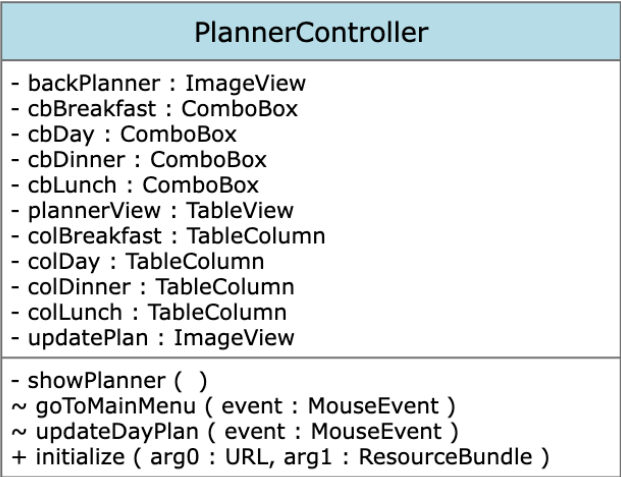 PlannerController
- backPlanner : ImageView
- cbBreakfast : ComboBox
- cbDay : ComboBox
- cbDinner : ComboBox
- cbLunch : ComboBox
- plannerView : TableView
- colBreakfast : TableColumn
- colDay : TableColumn
- colDinner : TableColumn
- colLunch : TableColumn
- updatePlan : ImageView
- showPlanner (  )
~ goToMainMenu ( event : MouseEvent )
~ updateDayPlan ( event : MouseEvent )
+ initialize ( arg0 : URL, arg1 : ResourceBundle )